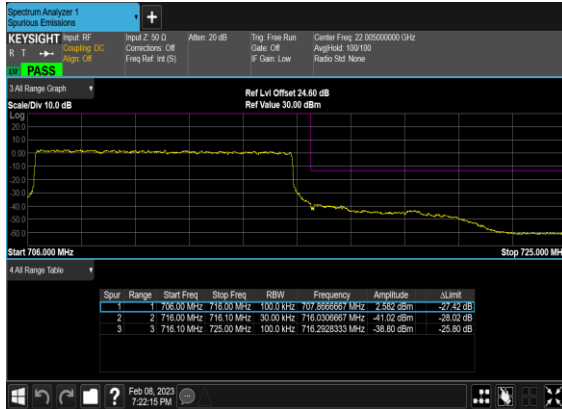 Spectrum Analyzer 1
Spurious Emissions
+
KEYSIGHT Input: RF Input Z: 50 Ω Atten: 20 dB Trig: Free Run Center Freq: 22.005000000 GHz
R T Coupling: DC Corrections: Off Gate: Off Avg|Hold: 100/100
Align: Off Freq Ref: Int (S) IF Gain: Low Radio Std: None
PASS
3 All Range Graph
Ref Lvl Offset 24.60 dB
Scale/Div 10.0 dB Ref Value 30.00 dBm
Log
20.0
10.0
0.00
-10.0
-20.0
-30.0
-40.0
-50.0
-60.0
Start 706.000 MHz Stop 725.000 MHz
4 All Range Table
Spur Range Start Freq Stop Freq RBW Frequency Amplitude ΔLimit
1 1 706.00 MHz 716.00 MHz 100.0 kHz 707.8666667 MHz 2.582 dBm -27.42 dB
2 2 716.00 MHz 716.10 MHz 30.00 kHz 716.0306667 MHz -41.02 dBm -28.02 dB
3 3 716.10 MHz 725.00 MHz 100.0 kHz 716.2928333 MHz -38.80 dBm -25.80 dB
? Feb 08, 2023
7:22:15 PM